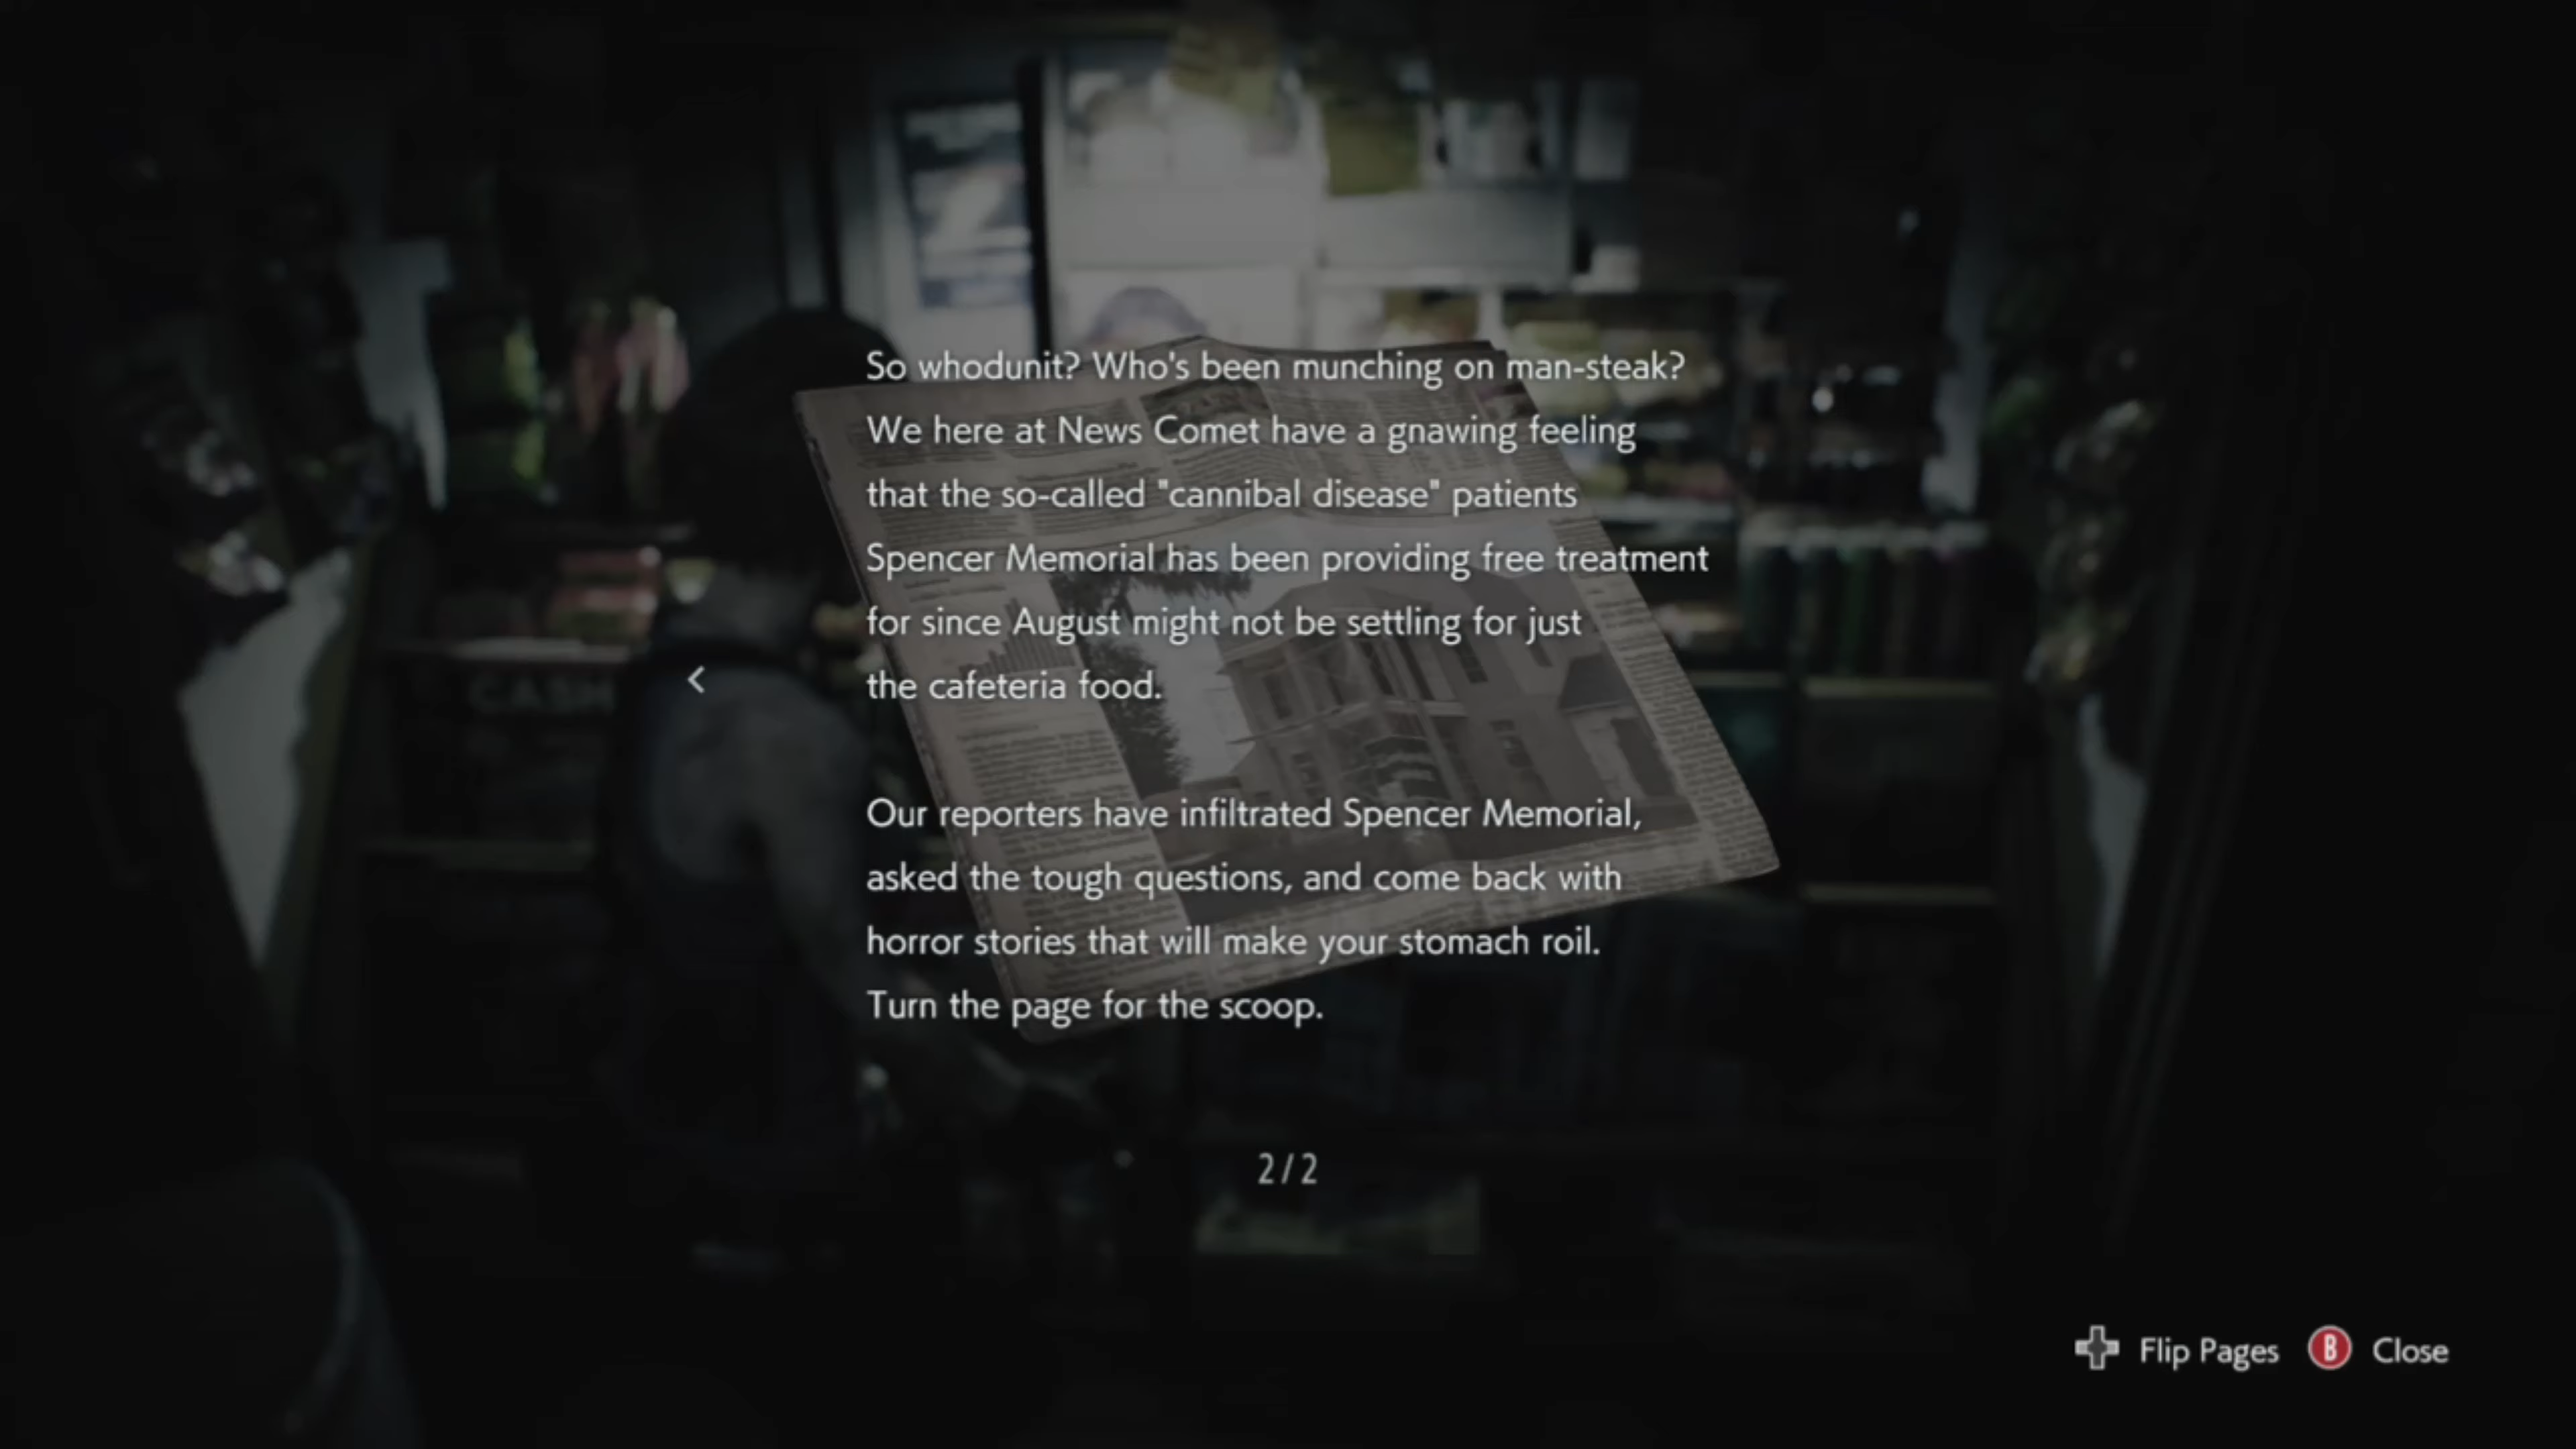 So whodunit? Who's been munching on man-steak?
We here at News Comet have a gnawing feeling
that the so-called "cannibal disease" patients
Spencer Memorial has been providing free treatment
for since August might not be settling for just
the cafeteria food.
Our reporters have infiltrated Spencer Memorial,
asked the tough questions, and come back with
horror stories that will make your stomach roil.
Turn the page for the scoop.
<
CASH
2/2
Flip Pages B Close